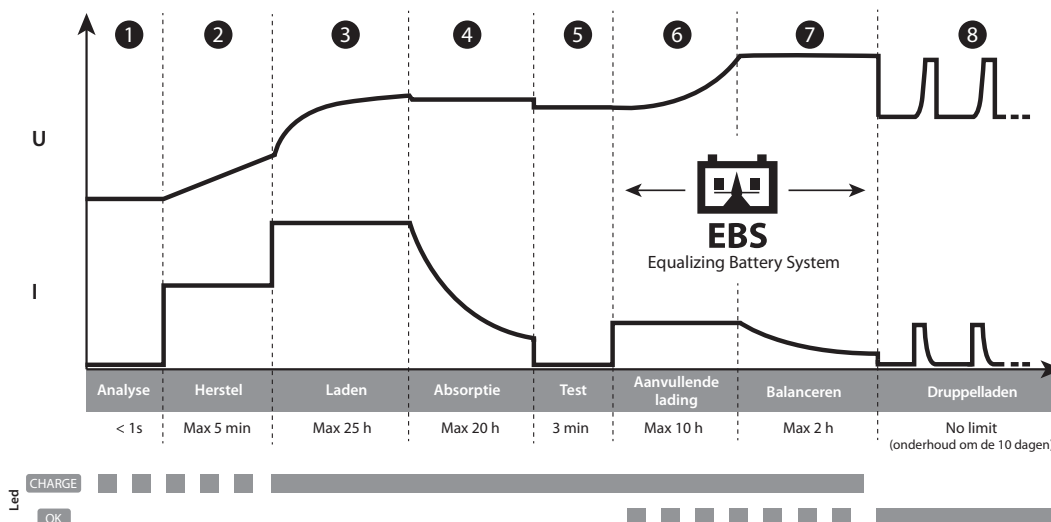 1 2 3 4 5 6 7 8
U
EBS
Equalizing Battery System
I
Analyse Herstel Laden Absorptie Test Aanvullende lading Balanceren Druppelladen
< 1s Max 5 min Max 25 h Max 20 h 3 min Max 10 h Max 2 h No limit
(onderhoud om de 10 dagen)
Led
CHARGE
OK